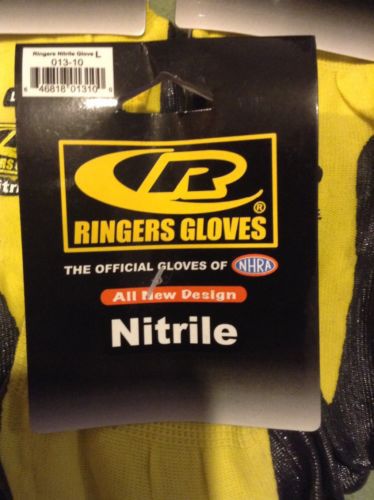 Ringers Nitrile Glove L
013-10
6 46818 01310 6
R
RINGERS GLOVES®
THE OFFICIAL GLOVES OF NHRA
All New Design
Nitrile